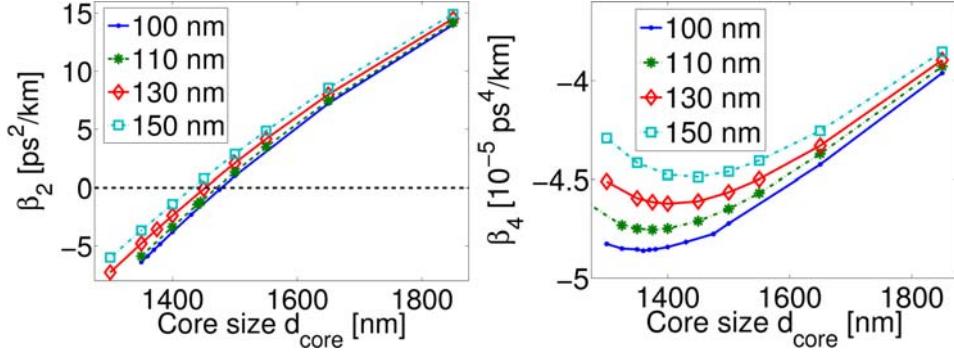 15
10
5
0
−5
β2 [ps2/km]
100 nm
110 nm
130 nm
150 nm
1400 1600 1800
Core size dcore [nm]
−4
−4.5
−5
β4 [10−5 ps4/km]
100 nm
110 nm
130 nm
150 nm
1400 1600 1800
Core size dcore [nm]